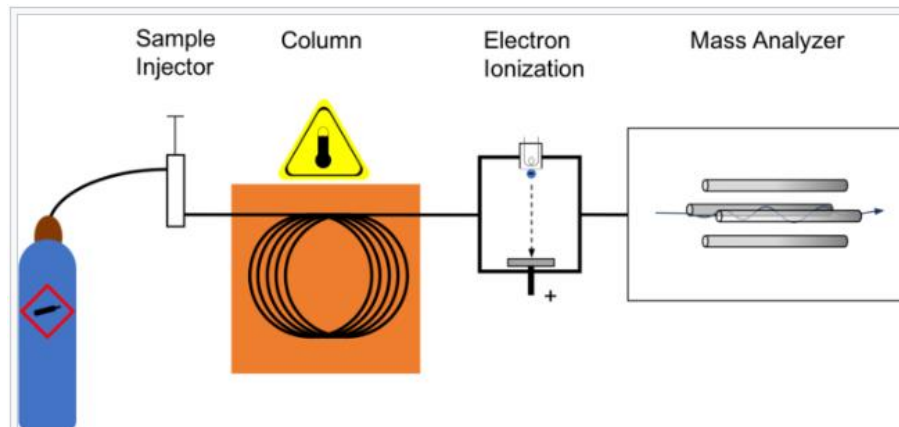 Sample
Injector
Column
Electron
Ionization
Mass Analyzer
+